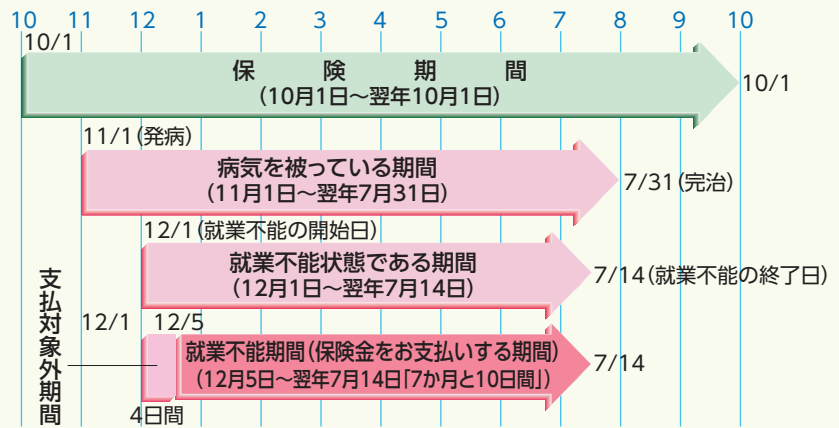 10 11 12 1 2 3 4 5 6 7 8 9 10
10/1
保険期間
(10月1日～翌年10月1日)
10/1
11/1(発病)
病気を被っている期間
(11月1日～翌年7月31日)
7/31(完治)
12/1(就業不能の開始日)
就業不能状態である期間
(12月1日～翌年7月14日)
7/14(就業不能の終了日)
支払対象外期間
12/1 12/5
就業不能期間(保険金をお支払いする期間)
(12月5日～翌年7月14日「7か月と10日間」)
7/14
4日間